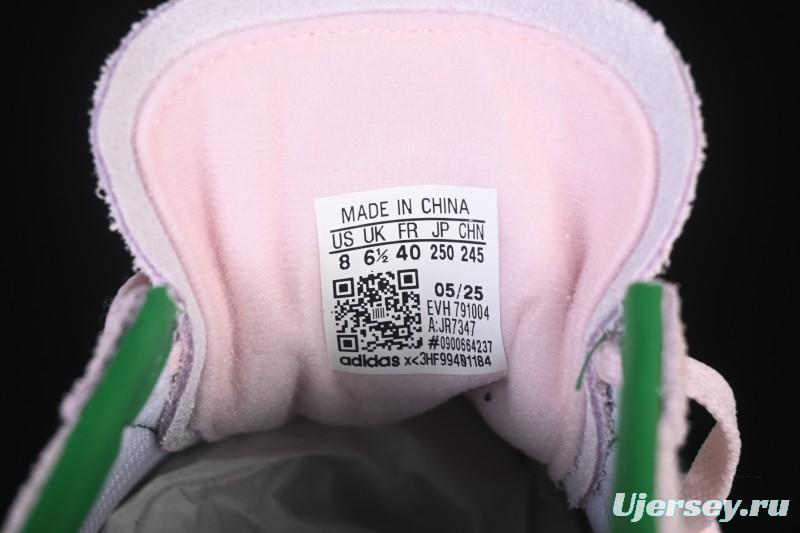 MADE IN CHINA
US UK FR JP CHN
8 6½ 40 250 245
05/25
EVH 791004
A:JR7347
#0900664237
adidas x<3HF99401184
Ujersey.ru